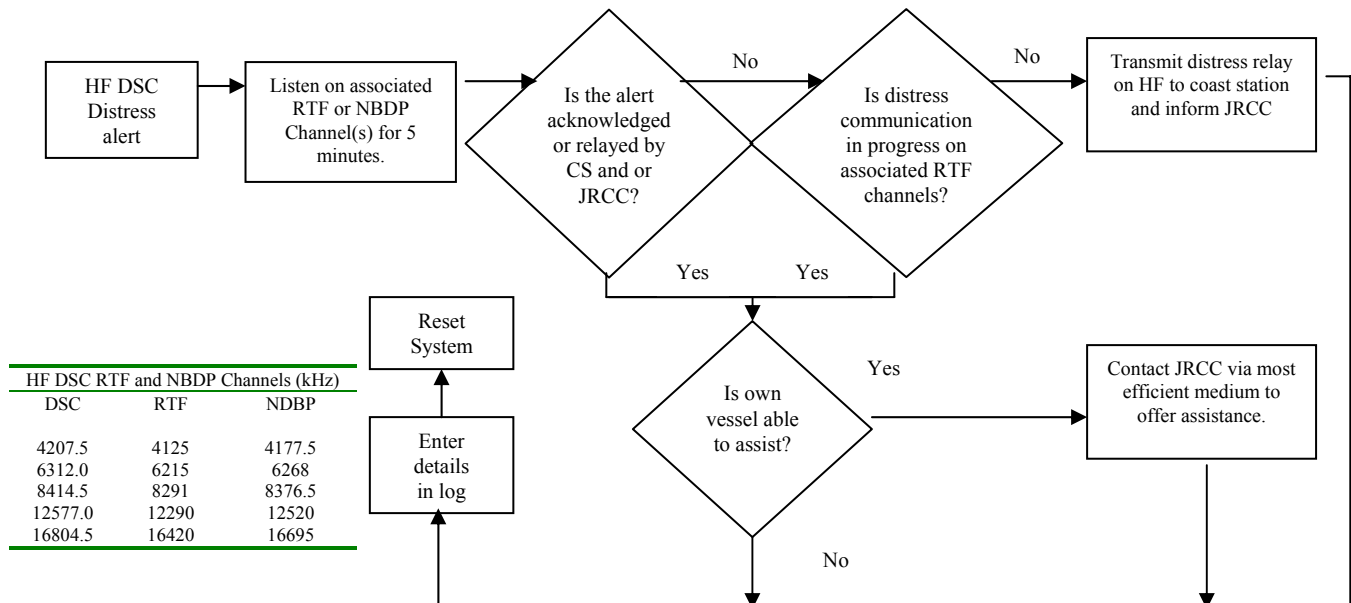 HF DSC
Distress
alert
Listen on associated
RTF or NBDP
Channel(s) for 5
minutes.
Is the alert
acknowledged
or relayed by
CS and or
JRCC?
No
Is distress
communication
in progress on
associated RTF
channels?
No
Transmit distress relay
on HF to coast station
and inform JRCC
Yes
Yes
Reset
System
Is own
vessel able
to assist?
Yes
Contact JRCC via most
efficient medium to
offer assistance.
Enter
details
in log
No
HF DSC RTF and NBDP Channels (kHz)
DSC RTF NDBP
4207.5 4125 4177.5
6312.0 6215 6268
8414.5 8291 8376.5
12577.0 12290 12520
16804.5 16420 16695